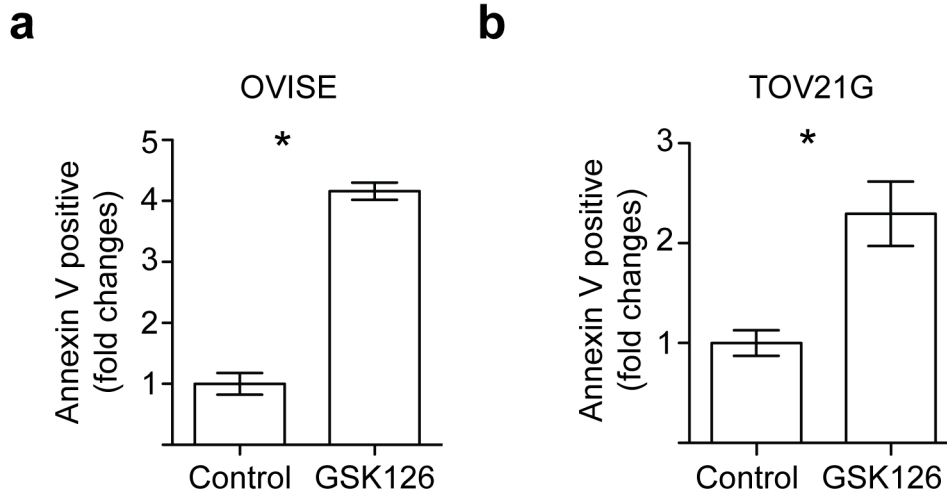 a
OVISE
*
Annexin V positive
(fold changes)
5
4
3
2
1
Control GSK126
b
TOV21G
*
Annexin V positive
(fold changes)
3
2
1
Control GSK126